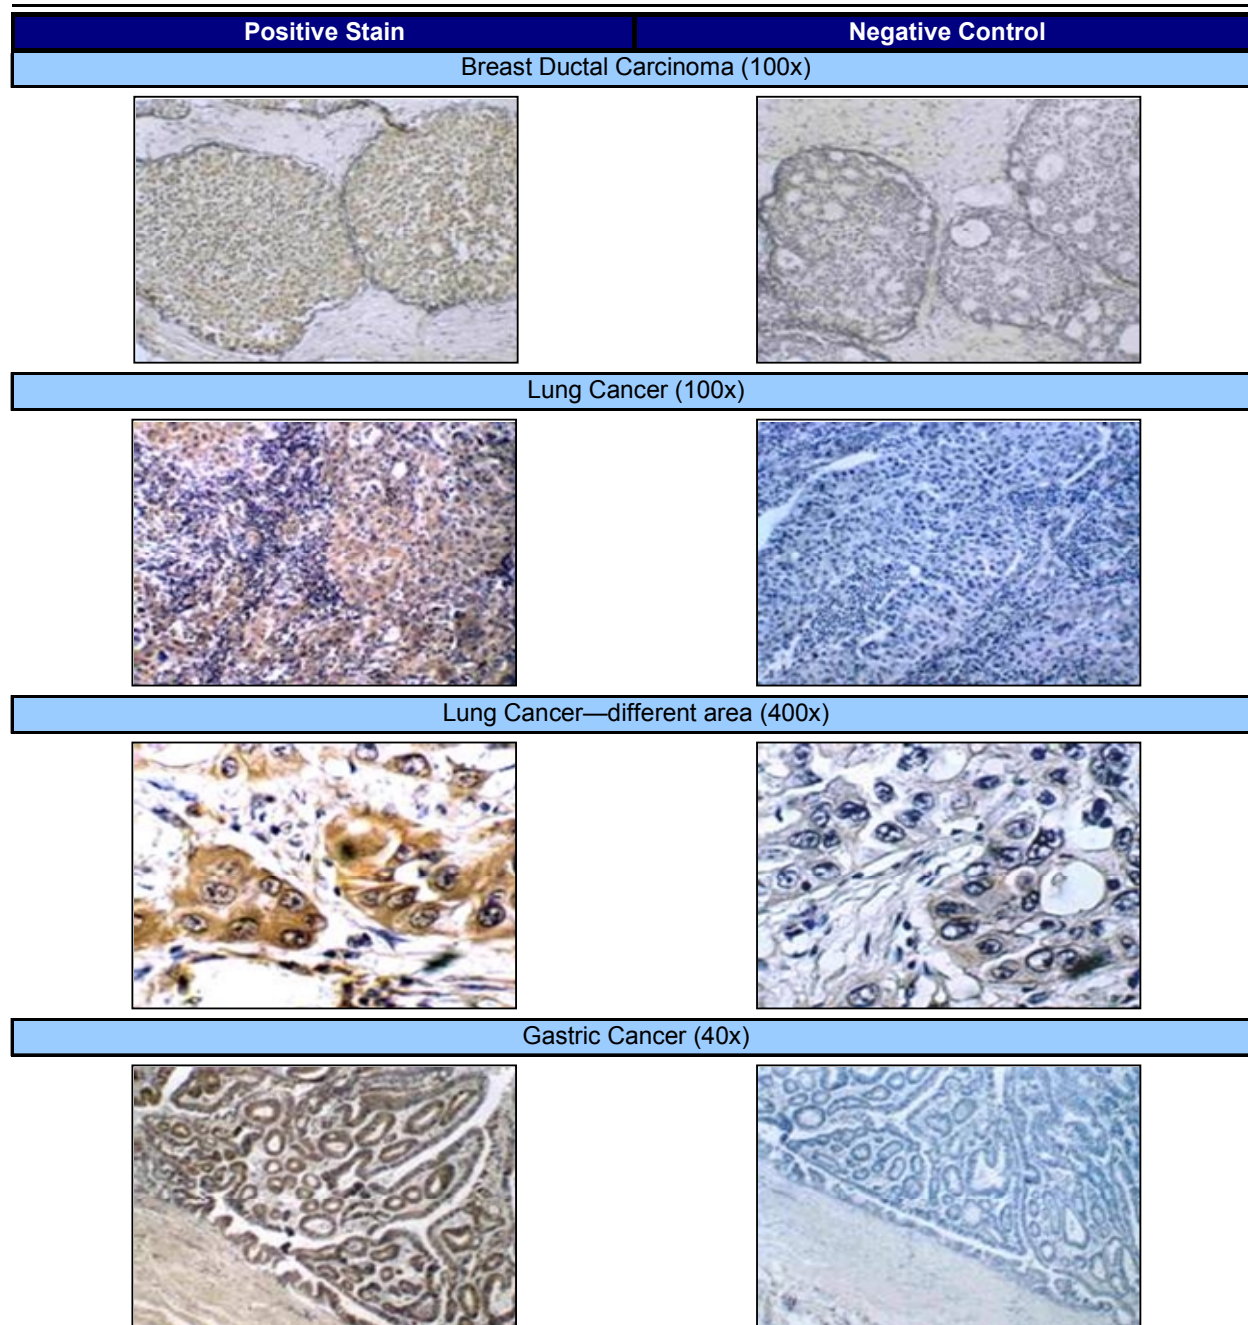 Positive Stain
Negative Control
Breast Ductal Carcinoma (100x)
Lung Cancer (100x)
Lung Cancer—different area (400x)
Gastric Cancer (40x)